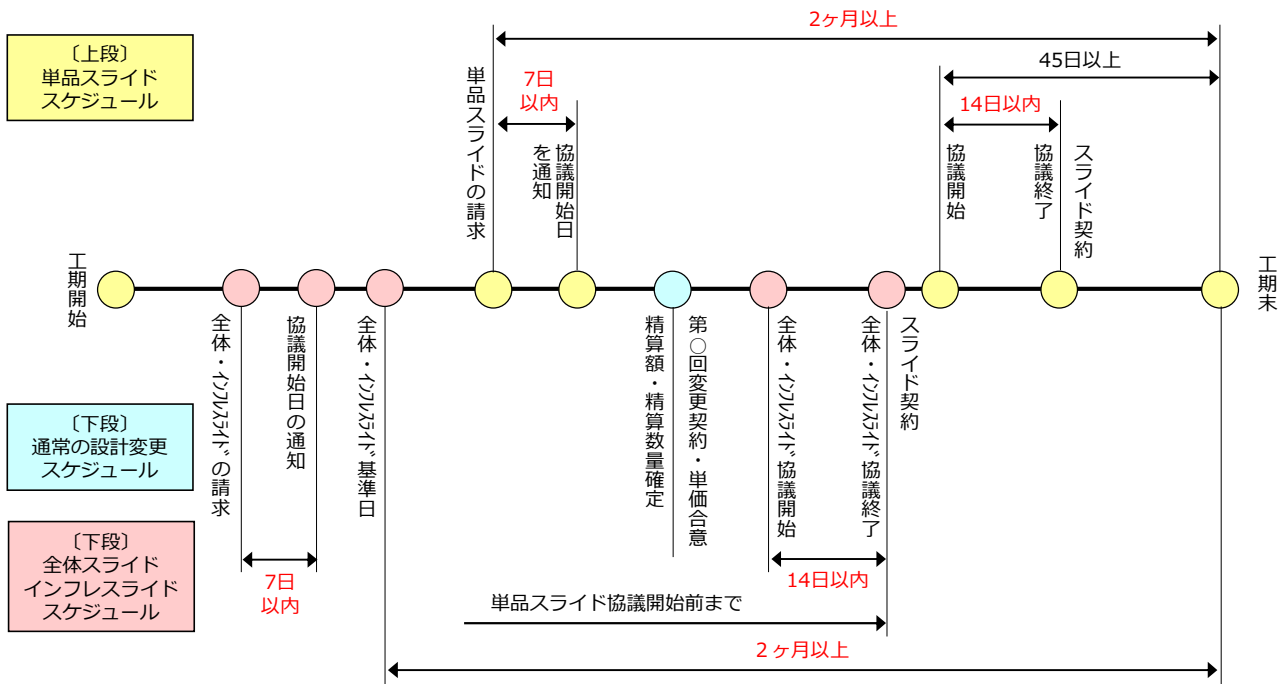 2ヶ月以上
〔上段〕
単品スライド
スケジュール
45日以上
7日
以内
14日以内
単品スライドの請求
協議開始日
を通知
協議開始
協議終了
スライド契約
工期開始
工期末
全体・インフレスライドの請求
協議開始日の通知
全体・インフレスライド基準日
第○回変更契約・単価合意
精算額・精算数量確定
全体・インフレスライド協議開始
スライド契約
全体・インフレスライド協議終了
〔下段〕
通常の設計変更
スケジュール
〔下段〕
全体スライド
インフレスライド
スケジュール
7日
以内
14日以内
単品スライド協議開始前まで
2ヶ月以上